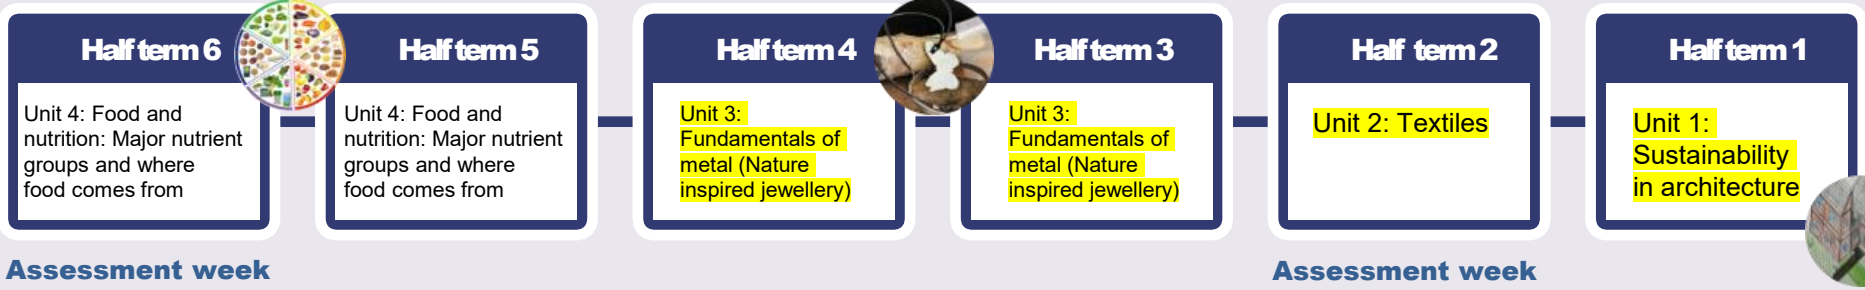 Half term 6
Unit 4: Food and
nutrition: Major nutrient
groups and where
food comes from
Half term 5
Unit 4: Food and
nutrition: Major nutrient
groups and where
food comes from
Half term 4
Unit 3:
Fundamentals of
metal (Nature
inspired jewellery)
Half term 3
Unit 3:
Fundamentals of
metal (Nature
inspired jewellery)
Half term 2
Unit 2: Textiles
Half term 1
Unit 1:
Sustainability
in architecture
Assessment week
Assessment week